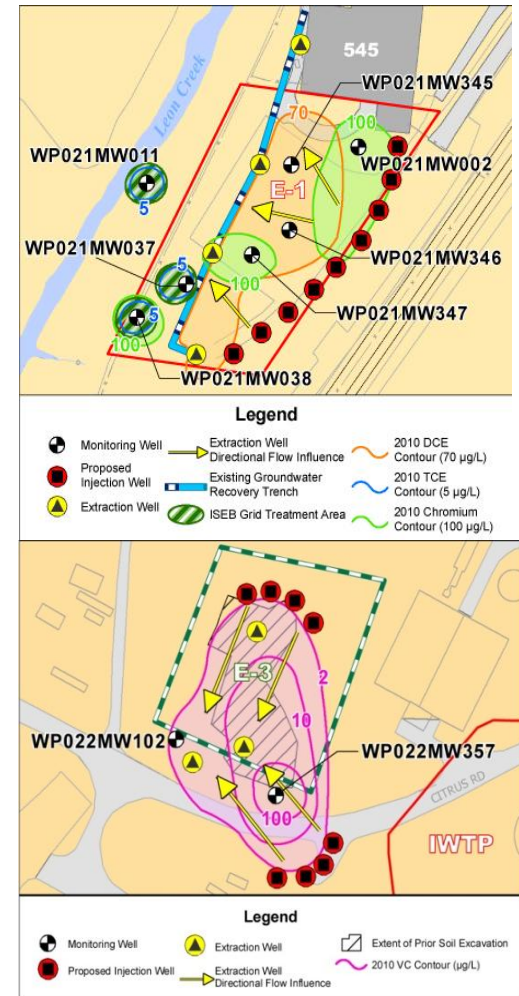 545
WP021MW345
Leon Creek
70
100
WP021MW011
WP021MW002
5
E-1
WP021MW037
WP021MW346
5
100
WP021MW347
5
100
WP021MW038
Legend
Monitoring Well
Proposed
Injection Well
Extraction Well
Extraction Well
Directional Flow Influence
Existing Groundwater
Recovery Trench
ISEB Grid Treatment Area
2010 DCE
Contour (70 µg/L)
2010 TCE
Contour (5 µg/L)
2010 Chromium
Contour (100 µg/L)
E-3
2
10
WP022MW102
WP022MW357
100
CITRUS RD
IWTP
Legend
Monitoring Well
Proposed Injection Well
Extraction Well
Extraction Well
Directional Flow Influence
Extent of Prior Soil Excavation
2010 VC Contour (µg/L)